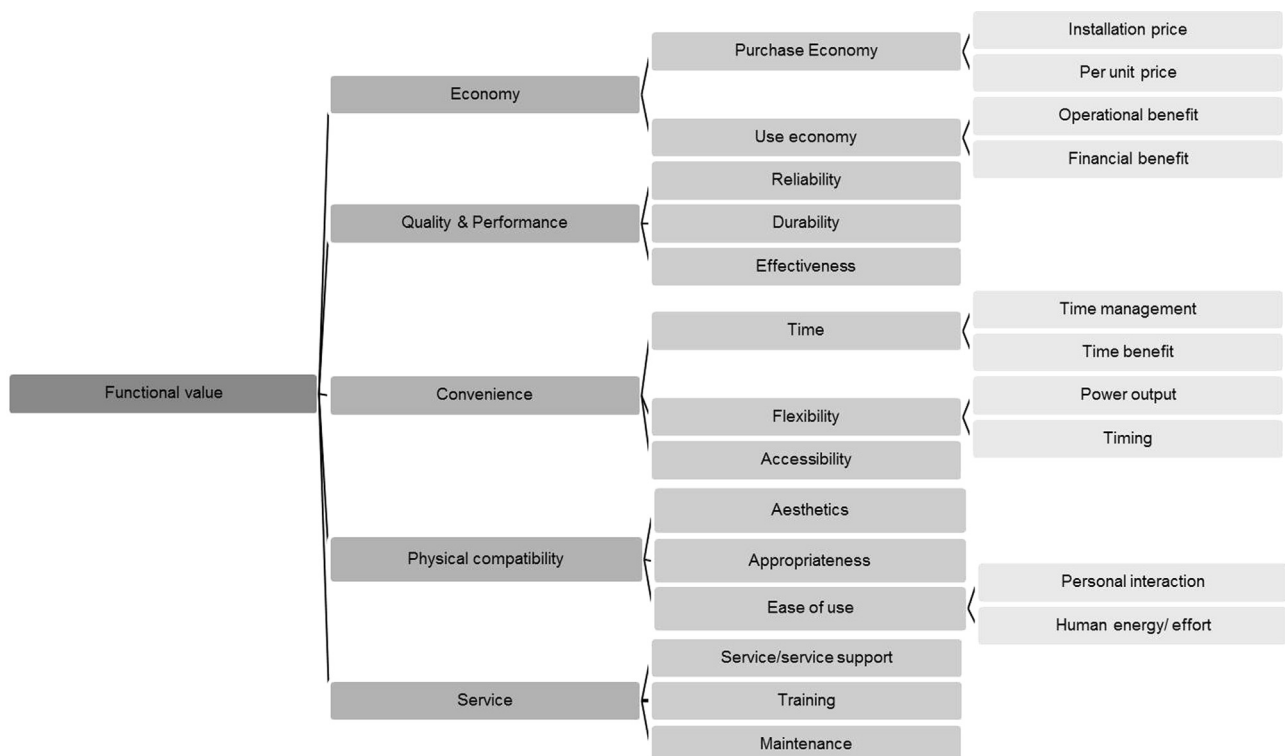 Functional value
Economy
Purchase Economy
Installation price
Per unit price
Use economy
Operational benefit
Financial benefit
Quality & Performance
Reliability
Durability
Effectiveness
Convenience
Time
Time management
Time benefit
Flexibility
Power output
Timing
Accessibility
Physical compatibility
Aesthetics
Appropriateness
Ease of use
Personal interaction
Human energy/ effort
Service
Service/service support
Training
Maintenance